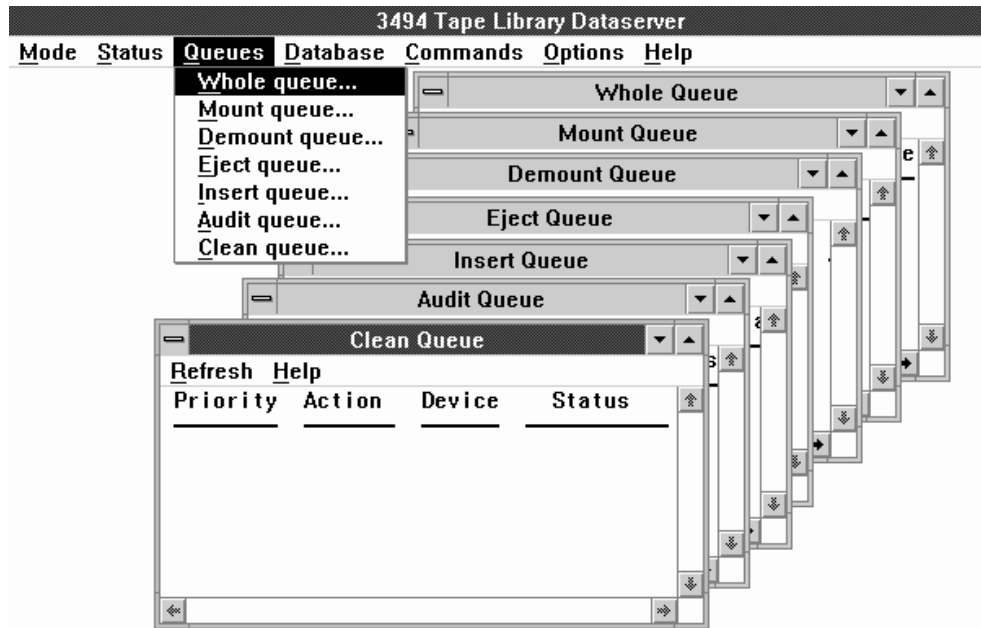 3494 Tape Library Dataserver
Mode Status Queues Database Commands Options Help
Whole queue...
Mount queue...
Demount queue...
Eject queue...
Insert queue...
Audit queue...
Clean queue...
Whole Queue
Mount Queue
e
Demount Queue
Eject Queue
Insert Queue
Audit Queue
a
Clean Queue
s
Refresh Help
Priority Action Device Status